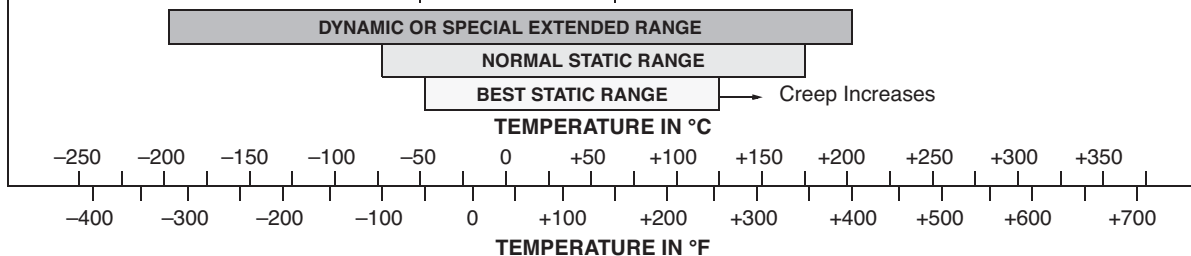 DYNAMIC OR SPECIAL EXTENDED RANGE
NORMAL STATIC RANGE
BEST STATIC RANGE Creep Increases
TEMPERATURE IN °C
–250 –200 –150 –100 –50 0 +50 +100 +150 +200 +250 +300 +350
–400 –300 –200 –100 0 +100 +200 +300 +400 +500 +600 +700
TEMPERATURE IN °F